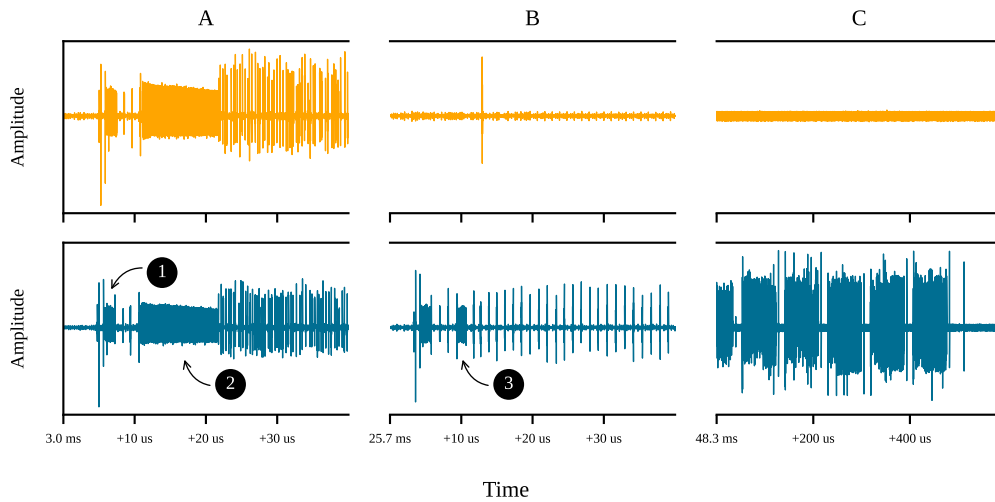 A B C
Amplitude
Amplitude
1
2
3
3.0 ms +10 us +20 us +30 us 25.7 ms +10 us +20 us +30 us 48.3 ms +200 us +400 us
Time